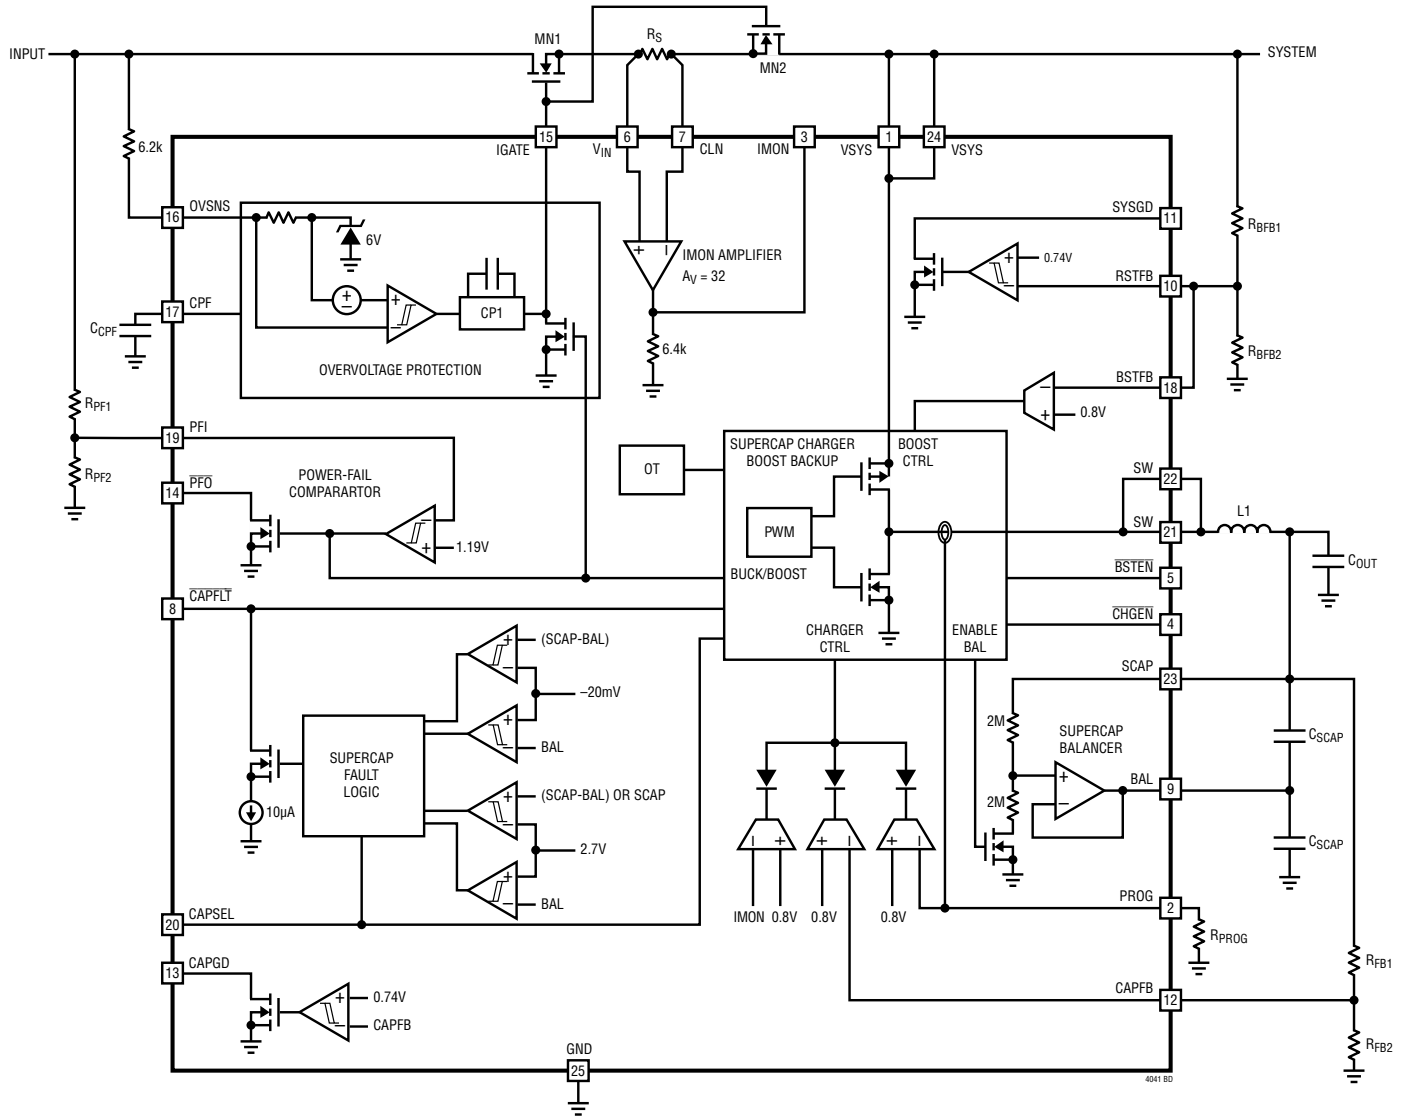 INPUT
MN1
RS
MN2
SYSTEM
6.2k
15
6
7
3
1
24
IGATE
VIN
CLN
IMON
VSYS
VSYS
16
OVSNS
6V
+
−
IMON AMPLIFIER
AV = 32
SYSGD
11
RBFB1
+
−
0.74V
RSTFB
10
17
CPF
CCPF
+
−
+
−
CP1
OVERVOLTAGE PROTECTION
6.4k
RBFB2
BSTFB
18
−
+
0.8V
RPF1
19
PFI
RPF2
14
PFO
POWER-FAIL
COMPARARTOR
−
+
1.19V
OT
SUPERCAP CHARGER
BOOST BACKUP
BOOST
CTRL
PWM
BUCK/BOOST
CHARGER
CTRL
ENABLE
BAL
SW
22
SW
21
L1
COUT
BSTEN
5
CHGEN
4
8
CAPFLT
+
−
(SCAP-BAL)
−20mV
+
−
BAL
SUPERCAP
FAULT
LOGIC
10µA
+
−
(SCAP-BAL) OR SCAP
2.7V
+
−
BAL
SCAP
23
2M
SUPERCAP
BALANCER
CSCAP
+
−
BAL
9
2M
CSCAP
−
+
+
−
+
−
IMON
0.8V
0.8V
0.8V
PROG
2
RPROG
20
CAPSEL
13
CAPGD
+
−
0.74V
CAPFB
CAPFB
12
RFB1
RFB2
GND
25
4041 BD